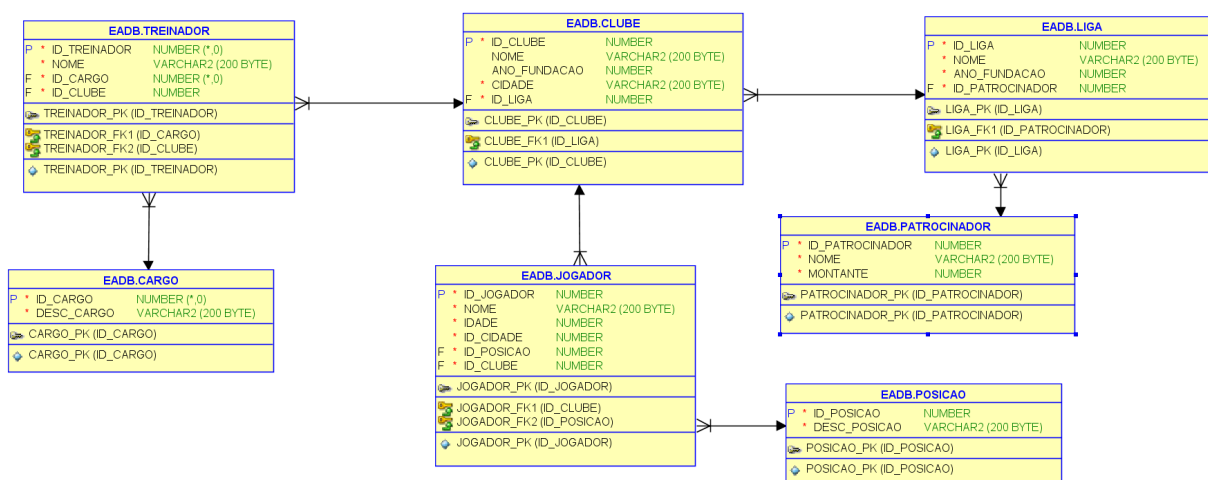 EADB.TREINADOR
P * ID_TREINADOR NUMBER (*,0)
* NOME VARCHAR2 (200 BYTE)
F * ID_CARGO NUMBER (*,0)
F * ID_CLUBE NUMBER
TREINADOR_PK (ID_TREINADOR)
TREINADOR_FK1 (ID_CARGO)
TREINADOR_FK2 (ID_CLUBE)
TREINADOR_PK (ID_TREINADOR)
EADB.CLUBE
P * ID_CLUBE NUMBER
NOME VARCHAR2 (200 BYTE)
ANO_FUNDACAO NUMBER
* CIDADE VARCHAR2 (200 BYTE)
F * ID_LIGA NUMBER
CLUBE_PK (ID_CLUBE)
CLUBE_FK1 (ID_LIGA)
CLUBE_PK (ID_CLUBE)
EADB.LIGA
P * ID_LIGA NUMBER
* NOME VARCHAR2 (200 BYTE)
* ANO_FUNDACAO NUMBER
F * ID_PATROCINADOR NUMBER
LIGA_PK (ID_LIGA)
LIGA_FK1 (ID_PATROCINADOR)
LIGA_PK (ID_LIGA)
EADB.CARGO
P * ID_CARGO NUMBER (*,0)
* DESC_CARGO VARCHAR2 (200 BYTE)
CARGO_PK (ID_CARGO)
CARGO_PK (ID_CARGO)
EADB.JOGADOR
P * ID_JOGADOR NUMBER
* NOME VARCHAR2 (200 BYTE)
* IDADE NUMBER
* ID_CIDADE NUMBER
F * ID_POSICAO NUMBER
F * ID_CLUBE NUMBER
JOGADOR_PK (ID_JOGADOR)
JOGADOR_FK1 (ID_CLUBE)
JOGADOR_FK2 (ID_POSICAO)
JOGADOR_PK (ID_JOGADOR)
EADB.PATROCINADOR
P * ID_PATROCINADOR NUMBER
* NOME VARCHAR2 (200 BYTE)
* MONTANTE NUMBER
PATROCINADOR_PK (ID_PATROCINADOR)
PATROCINADOR_PK (ID_PATROCINADOR)
EADB.POSICAO
P * ID_POSICAO NUMBER
* DESC_POSICAO VARCHAR2 (200 BYTE)
POSICAO_PK (ID_POSICAO)
POSICAO_PK (ID_POSICAO)